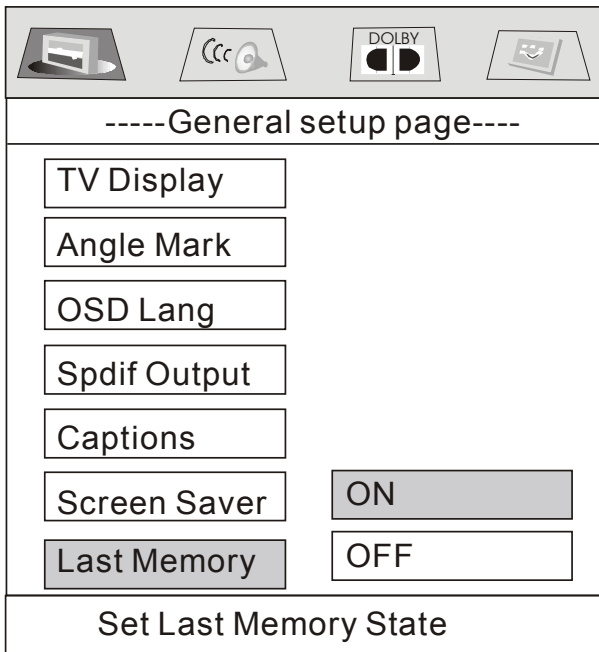 DOLBY
-----General setup page----
TV Display
Angle Mark
OSD Lang
Spdif Output
Captions
Screen Saver
ON
Last Memory
OFF
Set Last Memory State